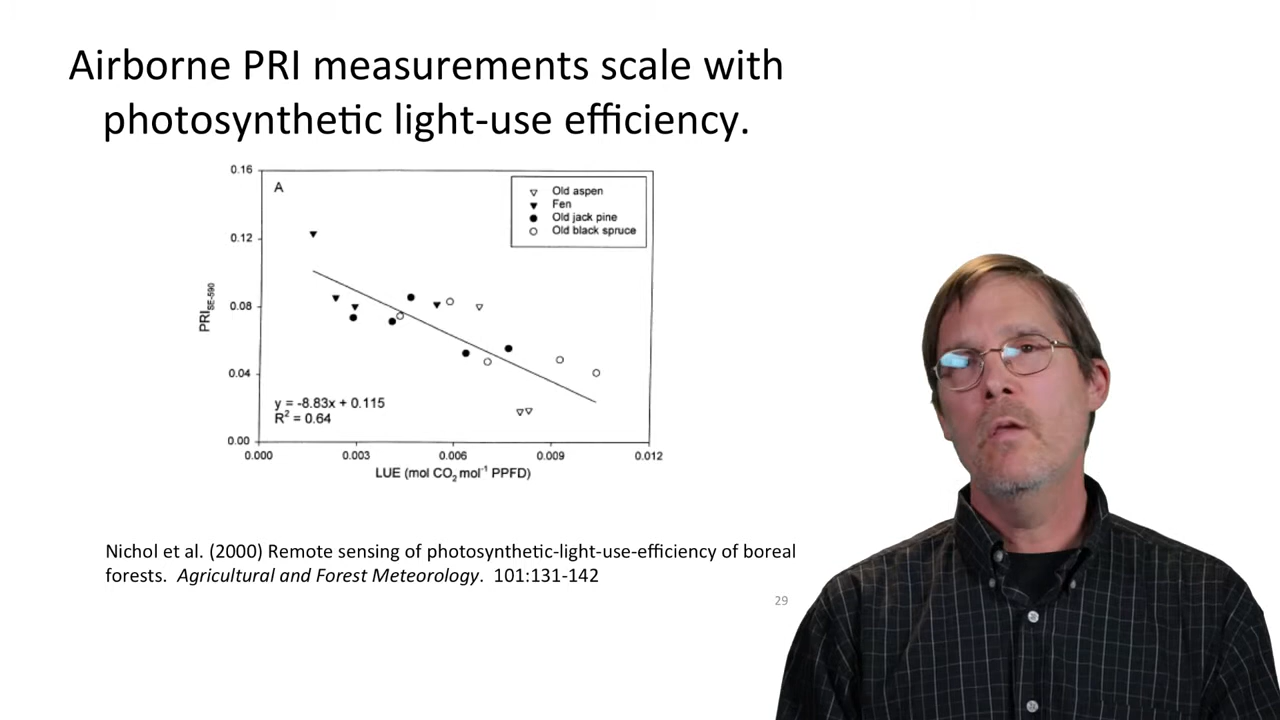 Airborne PRI measurements scale with
photosynthetic light-use efficiency.
0.16
A
Old aspen
Fen
Old jack pine
Old black spruce
0.12
0.08
PRI SE-590
0.04
y = -8.83x + 0.115
R² = 0.64
0.00
0.000 0.003 0.006 0.009 0.012
LUE (mol CO₂ mol⁻¹ PPFD)
Nichol et al. (2000) Remote sensing of photosynthetic-light-use-efficiency of boreal
forests. Agricultural and Forest Meteorology. 101:131-142
29